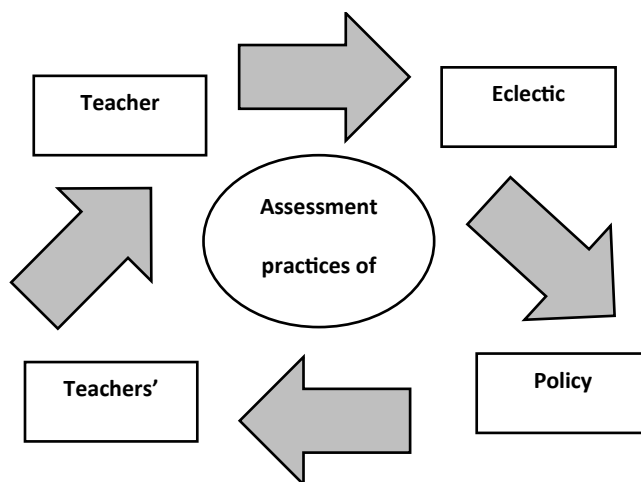 Teacher
Eclectic
Assessment
practices of
Teachers’
Policy